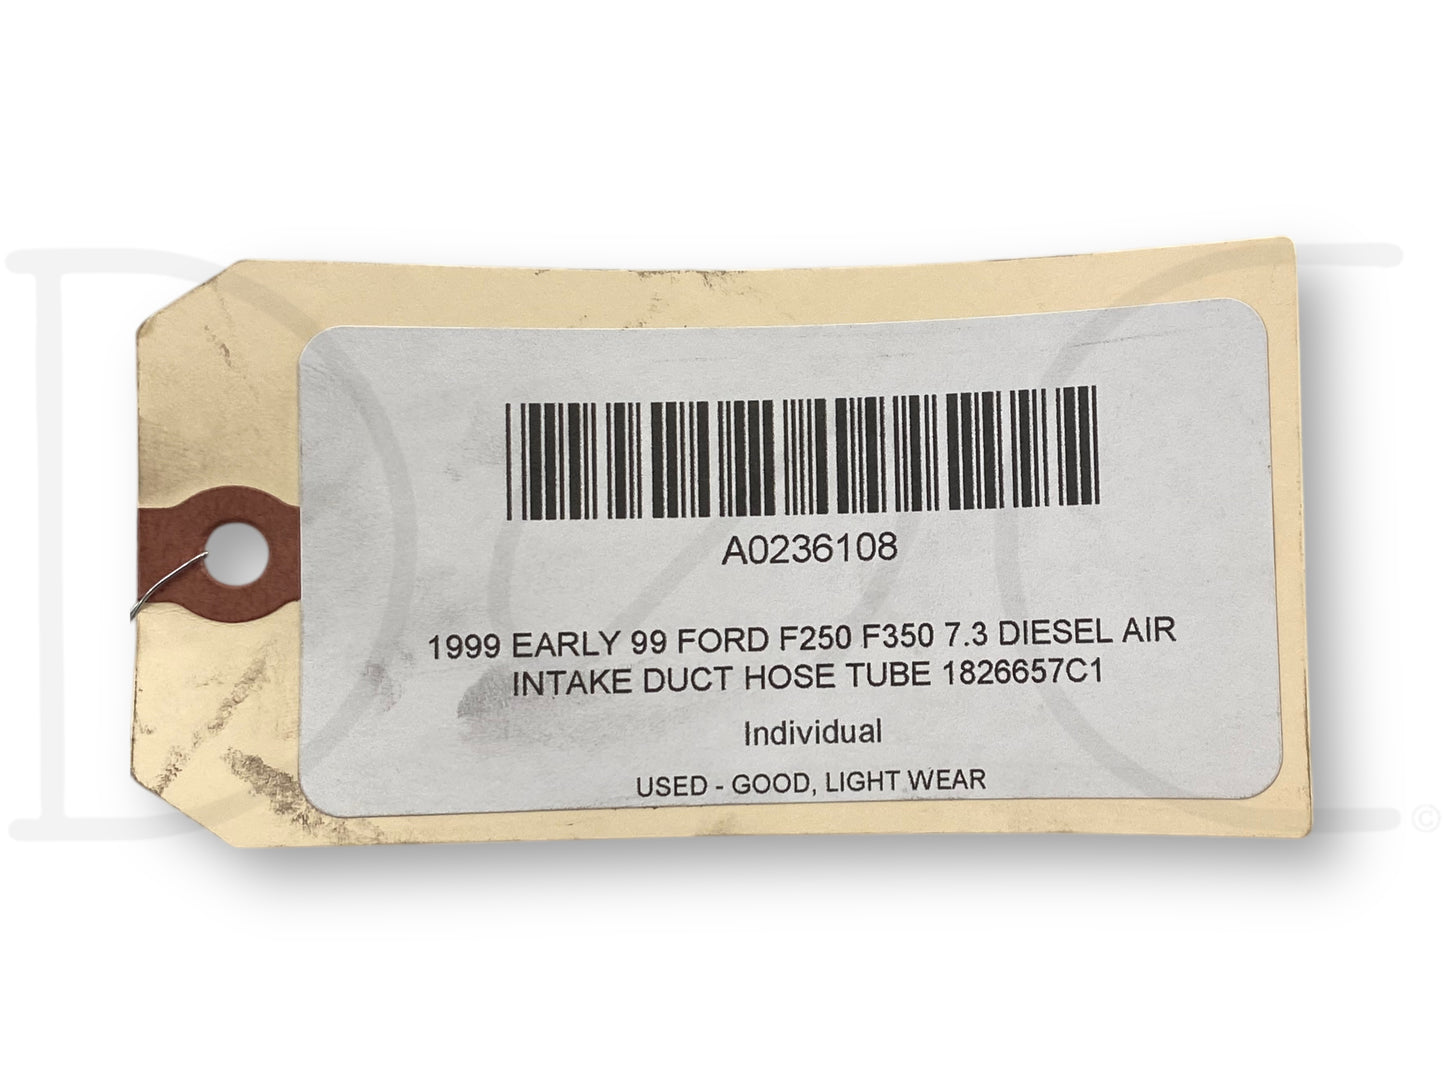 A0236108
1999 EARLY 99 FORD F250 F350 7.3 DIESEL AIR
INTAKE DUCT HOSE TUBE 1826657C1
Individual
USED - GOOD, LIGHT WEAR
©